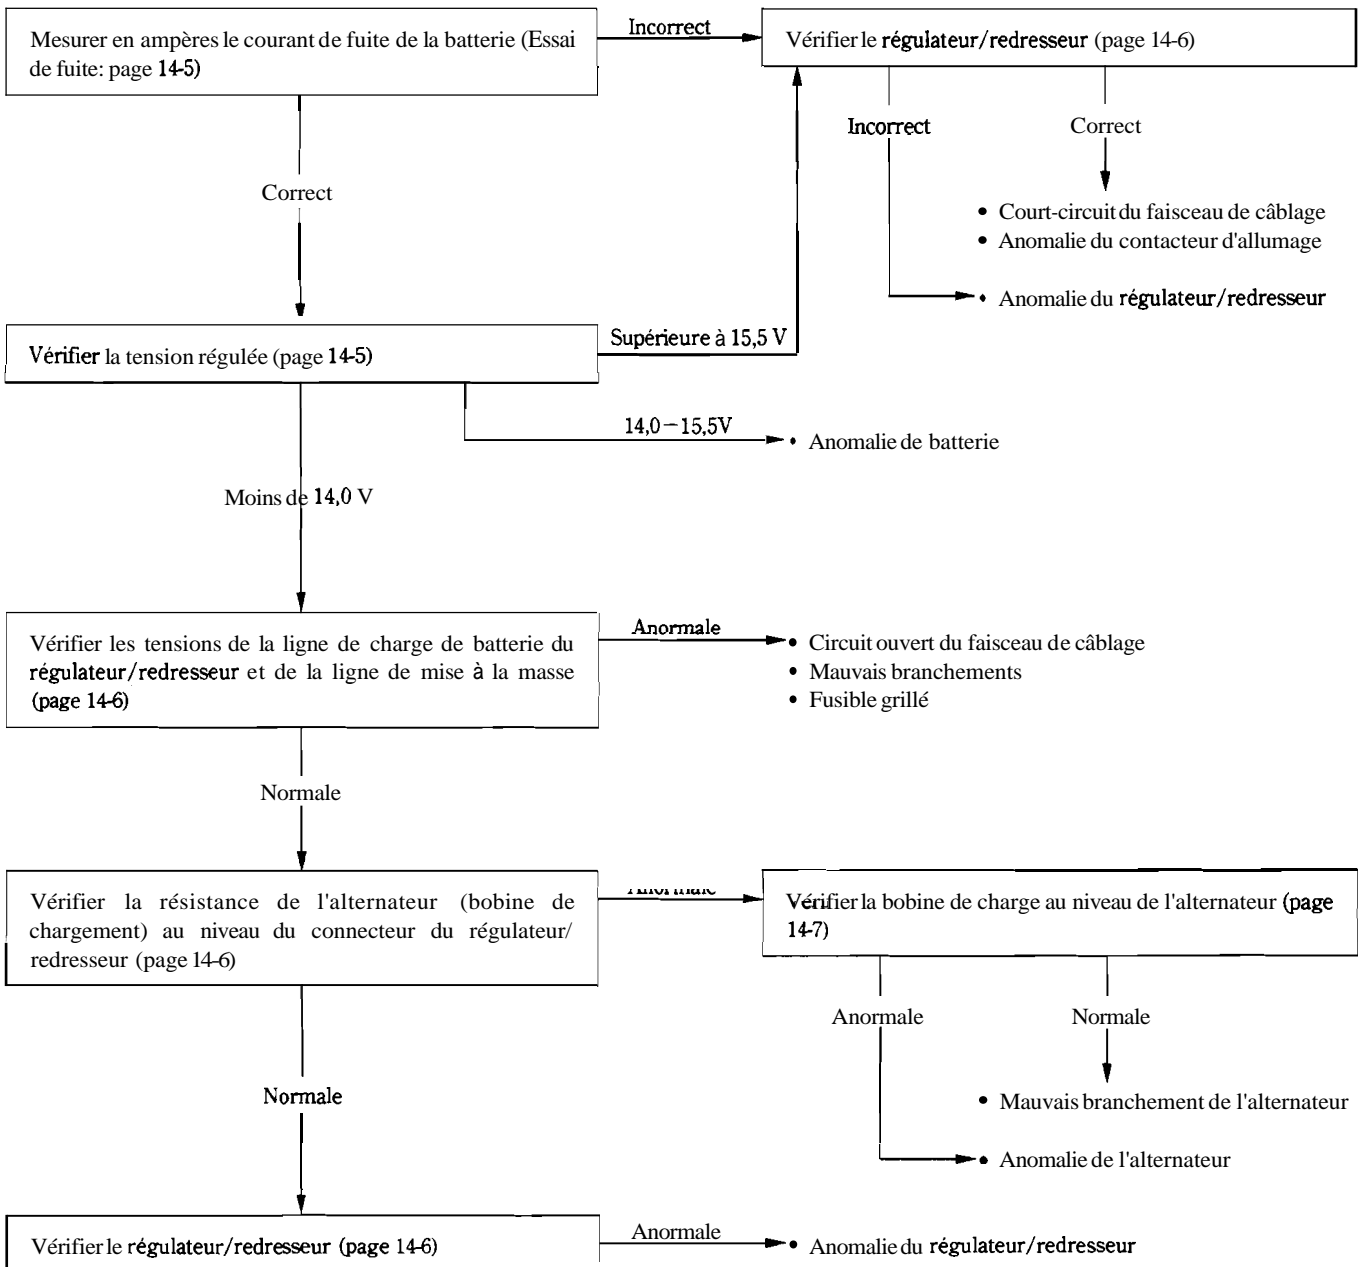 Mesurer en ampères le courant de fuite de la batterie (Essai
de fuite: page 14-5)
Incorrect
Vérifier le régulateur/redresseur (page 14-6)
Incorrect
Correct
Correct
• Court-circuit du faisceau de câblage
• Anomalie du contacteur d'allumage
• Anomalie du régulateur/redresseur
Vérifier la tension régulée (page 14-5)
Supérieure à 15,5 V
14,0−15,5V
• Anomalie de batterie
Moins de 14,0 V
Vérifier les tensions de la ligne de charge de batterie du
régulateur/redresseur et de la ligne de mise à la masse
(page 14-6)
Anormale
• Circuit ouvert du faisceau de câblage
• Mauvais branchements
• Fusible grillé
Normale
Vérifier la résistance de l'alternateur (bobine de
chargement) au niveau du connecteur du régulateur/
redresseur (page 14-6)
Anormale
Vérifier la bobine de charge au niveau de l'alternateur (page
14-7)
Anormale
Normale
Normale
• Mauvais branchement de l'alternateur
• Anomalie de l'alternateur
Vérifier le régulateur/redresseur (page 14-6)
Anormale
• Anomalie du régulateur/redresseur